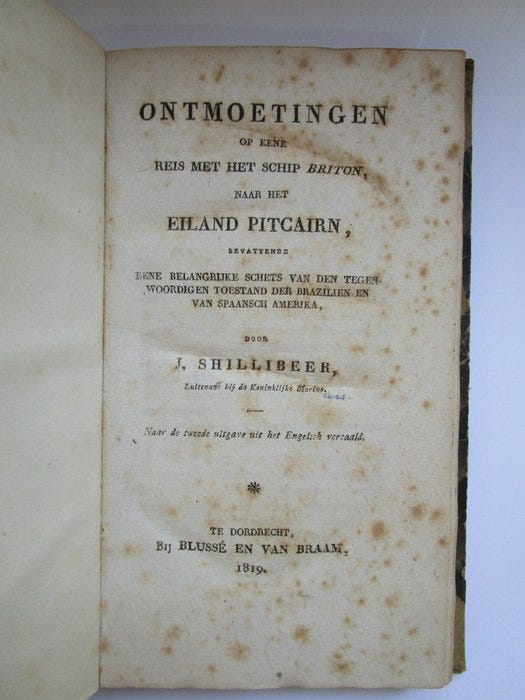 ONTMOETINGEN
OP EENE
REIS MET HET SCHIP BRITON,
NAAR HET
EILAND PITCAIRN,
BEVATTENDE
EENE BELANGRIJKE SCHETS VAN DEN TEGEN-
WOORDIGEN TOESTAND DER BRAZILIEN EN
VAN SPAANSCH AMERIKA,
DOOR
J. SHILLIBEER,
Luitenant bij de Koninklijke Marine.
Naar de tweede uitgave uit het Engelsch vertaald.
TE DORDRECHT,
Bij BLUSSÉ EN VAN BRAAM,
1819.